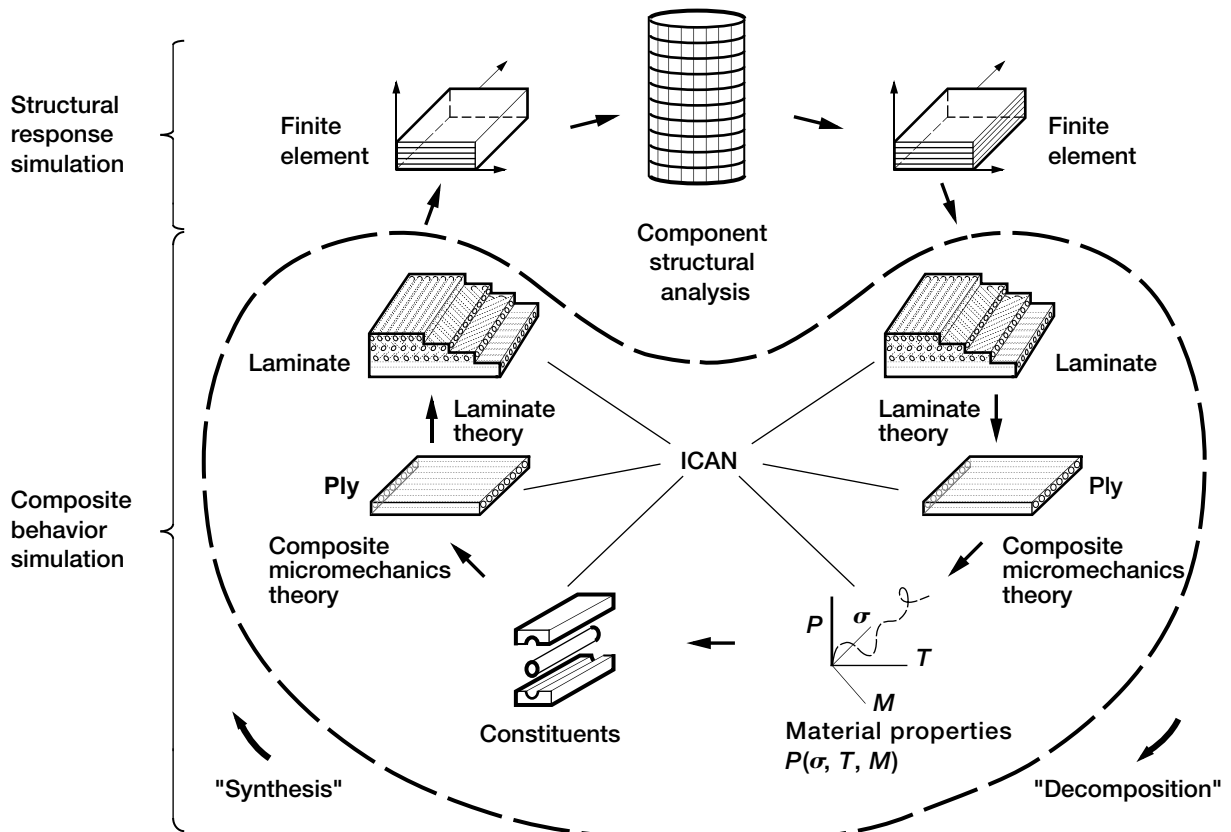 Structural
response
simulation
Finite
element
Component
structural
analysis
Finite
element
Composite
behavior
simulation
Laminate
Laminate
theory
Ply
Composite
micromechanics
theory
Constituents
"Synthesis"
ICAN
Laminate
Laminate
theory
Ply
Composite
micromechanics
theory
P
σ
T
M
Material properties
P(σ, T, M)
"Decomposition"